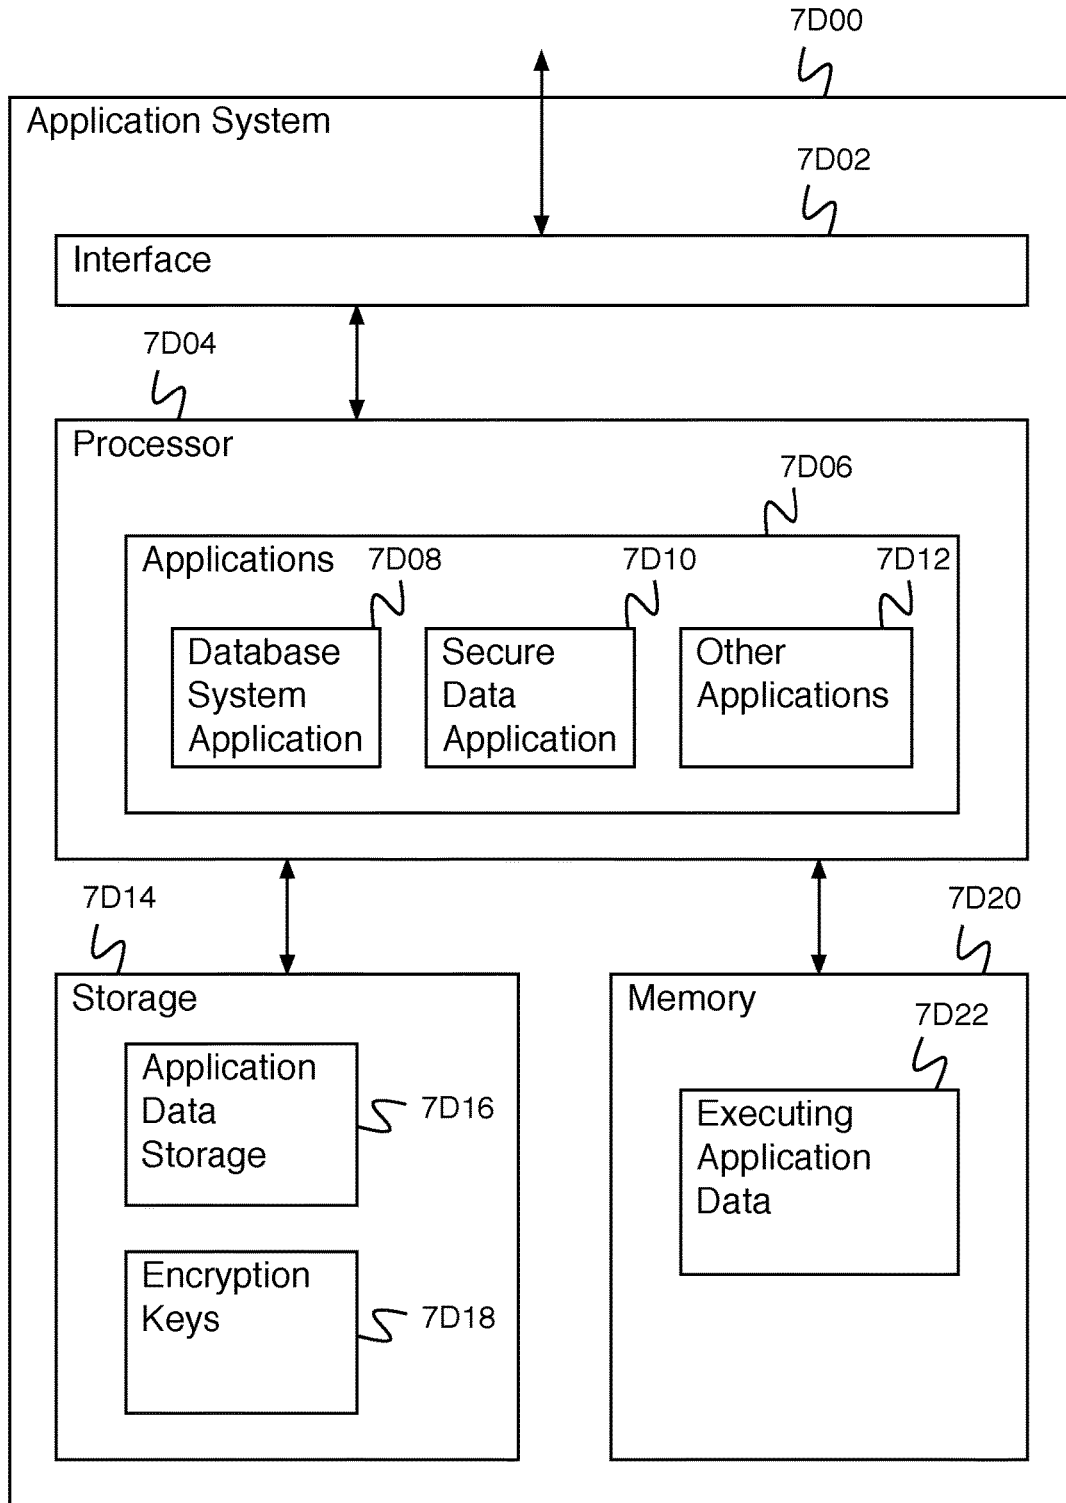 7D00
Application System
7D02
Interface
7D04
Processor
7D06
Applications
7D08
7D10
7D12
Database
System
Application
Secure
Data
Application
Other
Applications
7D14
7D20
Storage
Memory
7D22
Application
Data
Storage
7D16
Executing
Application
Data
Encryption
Keys
7D18